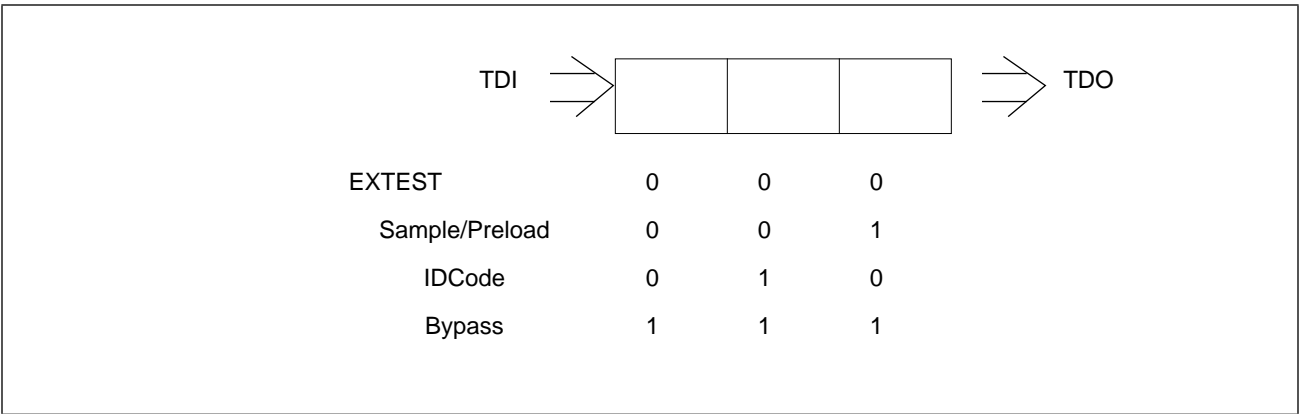 TDI TDO
EXTEST 0 0 0
Sample/Preload 0 0 1
IDCode 0 1 0
Bypass 1 1 1